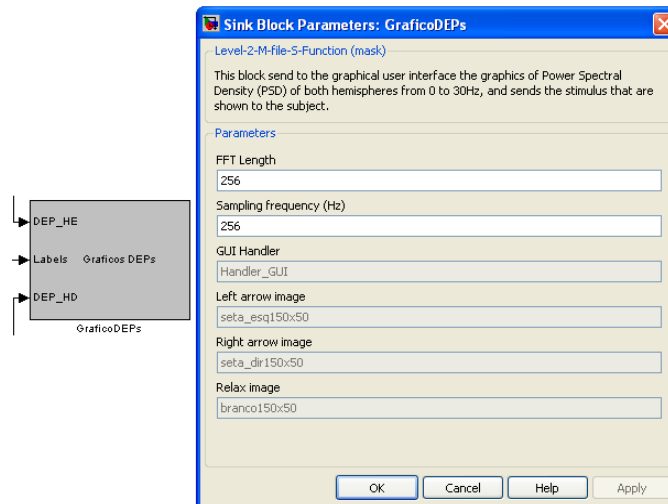 Sink Block Parameters: GraficoDEPs
Level-2-M-file-S-Function (mask)
This block send to the graphical user interface the graphics of Power Spectral
Density (PSD) of both hemispheres from 0 to 30Hz, and sends the stimulus that are
shown to the subject.
Parameters
FFT Length
256
Sampling frequency (Hz)
256
GUI Handler
Handler_GUI
Left arrow image
seta_esq150x50
Right arrow image
seta_dir150x50
Relax image
branco150x50
OK Cancel Help Apply
DEP_HE
Labels Graficos DEPs
DEP_HD
GraficoDEPs